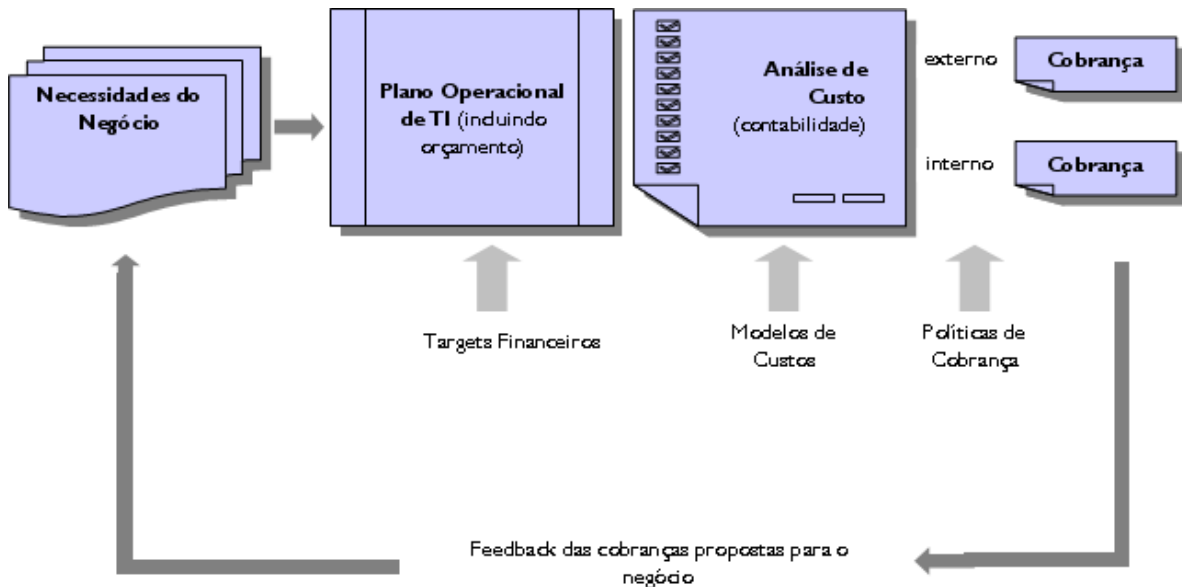 Necessidades do
Negócio
Plano Operacional
de TI (incluindo
orçamento)
Análise de
Custo
(contabilidade)
externo
Cobrança
interno
Cobrança
Targets Financeiros
Modelos de
Custos
Políticas de
Cobrança
Feedback das cobranças propostas para o
negócio